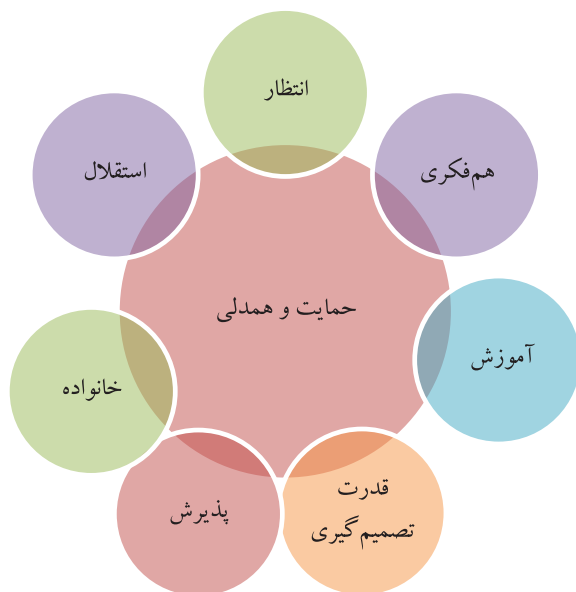 انتظار
هم‌فکری
استقلال
حمایت و همدلی
آموزش
خانواده
قدرت
تصمیم‌گیری
پذیرش